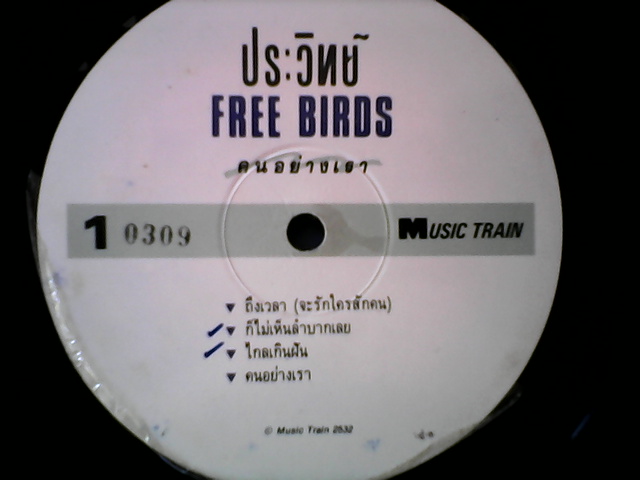 ประวิทย์
FREE BIRDS
คนอย่างเรา
1 0309 MUSIC TRAIN
▼ ถึงเวลา (จะรักใครสักคน)
▼ ก็ไม่เห็นลำบากเลย
▼ ไกลเกินฝัน
▼ คนอย่างเรา
© Music Train 2532